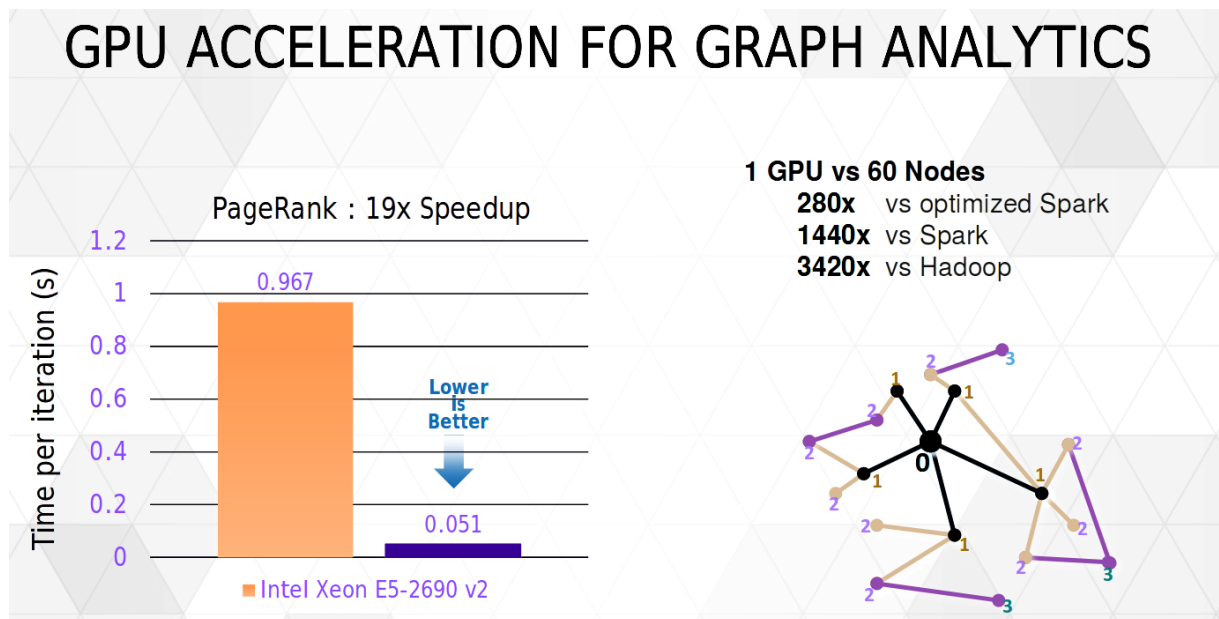 GPU ACCELERATION FOR GRAPH ANALYTICS
PageRank : 19x Speedup
Time per iteration (s)
1.2
1
0.8
0.6
0.4
0.2
0
0.967
Lower
Is
Better
0.051
Intel Xeon E5-2690 v2
1 GPU vs 60 Nodes
280x vs optimized Spark
1440x vs Spark
3420x vs Hadoop
2
3
1
1
2
2
0
1
2
1
2
2
2
1
2
3
2
3